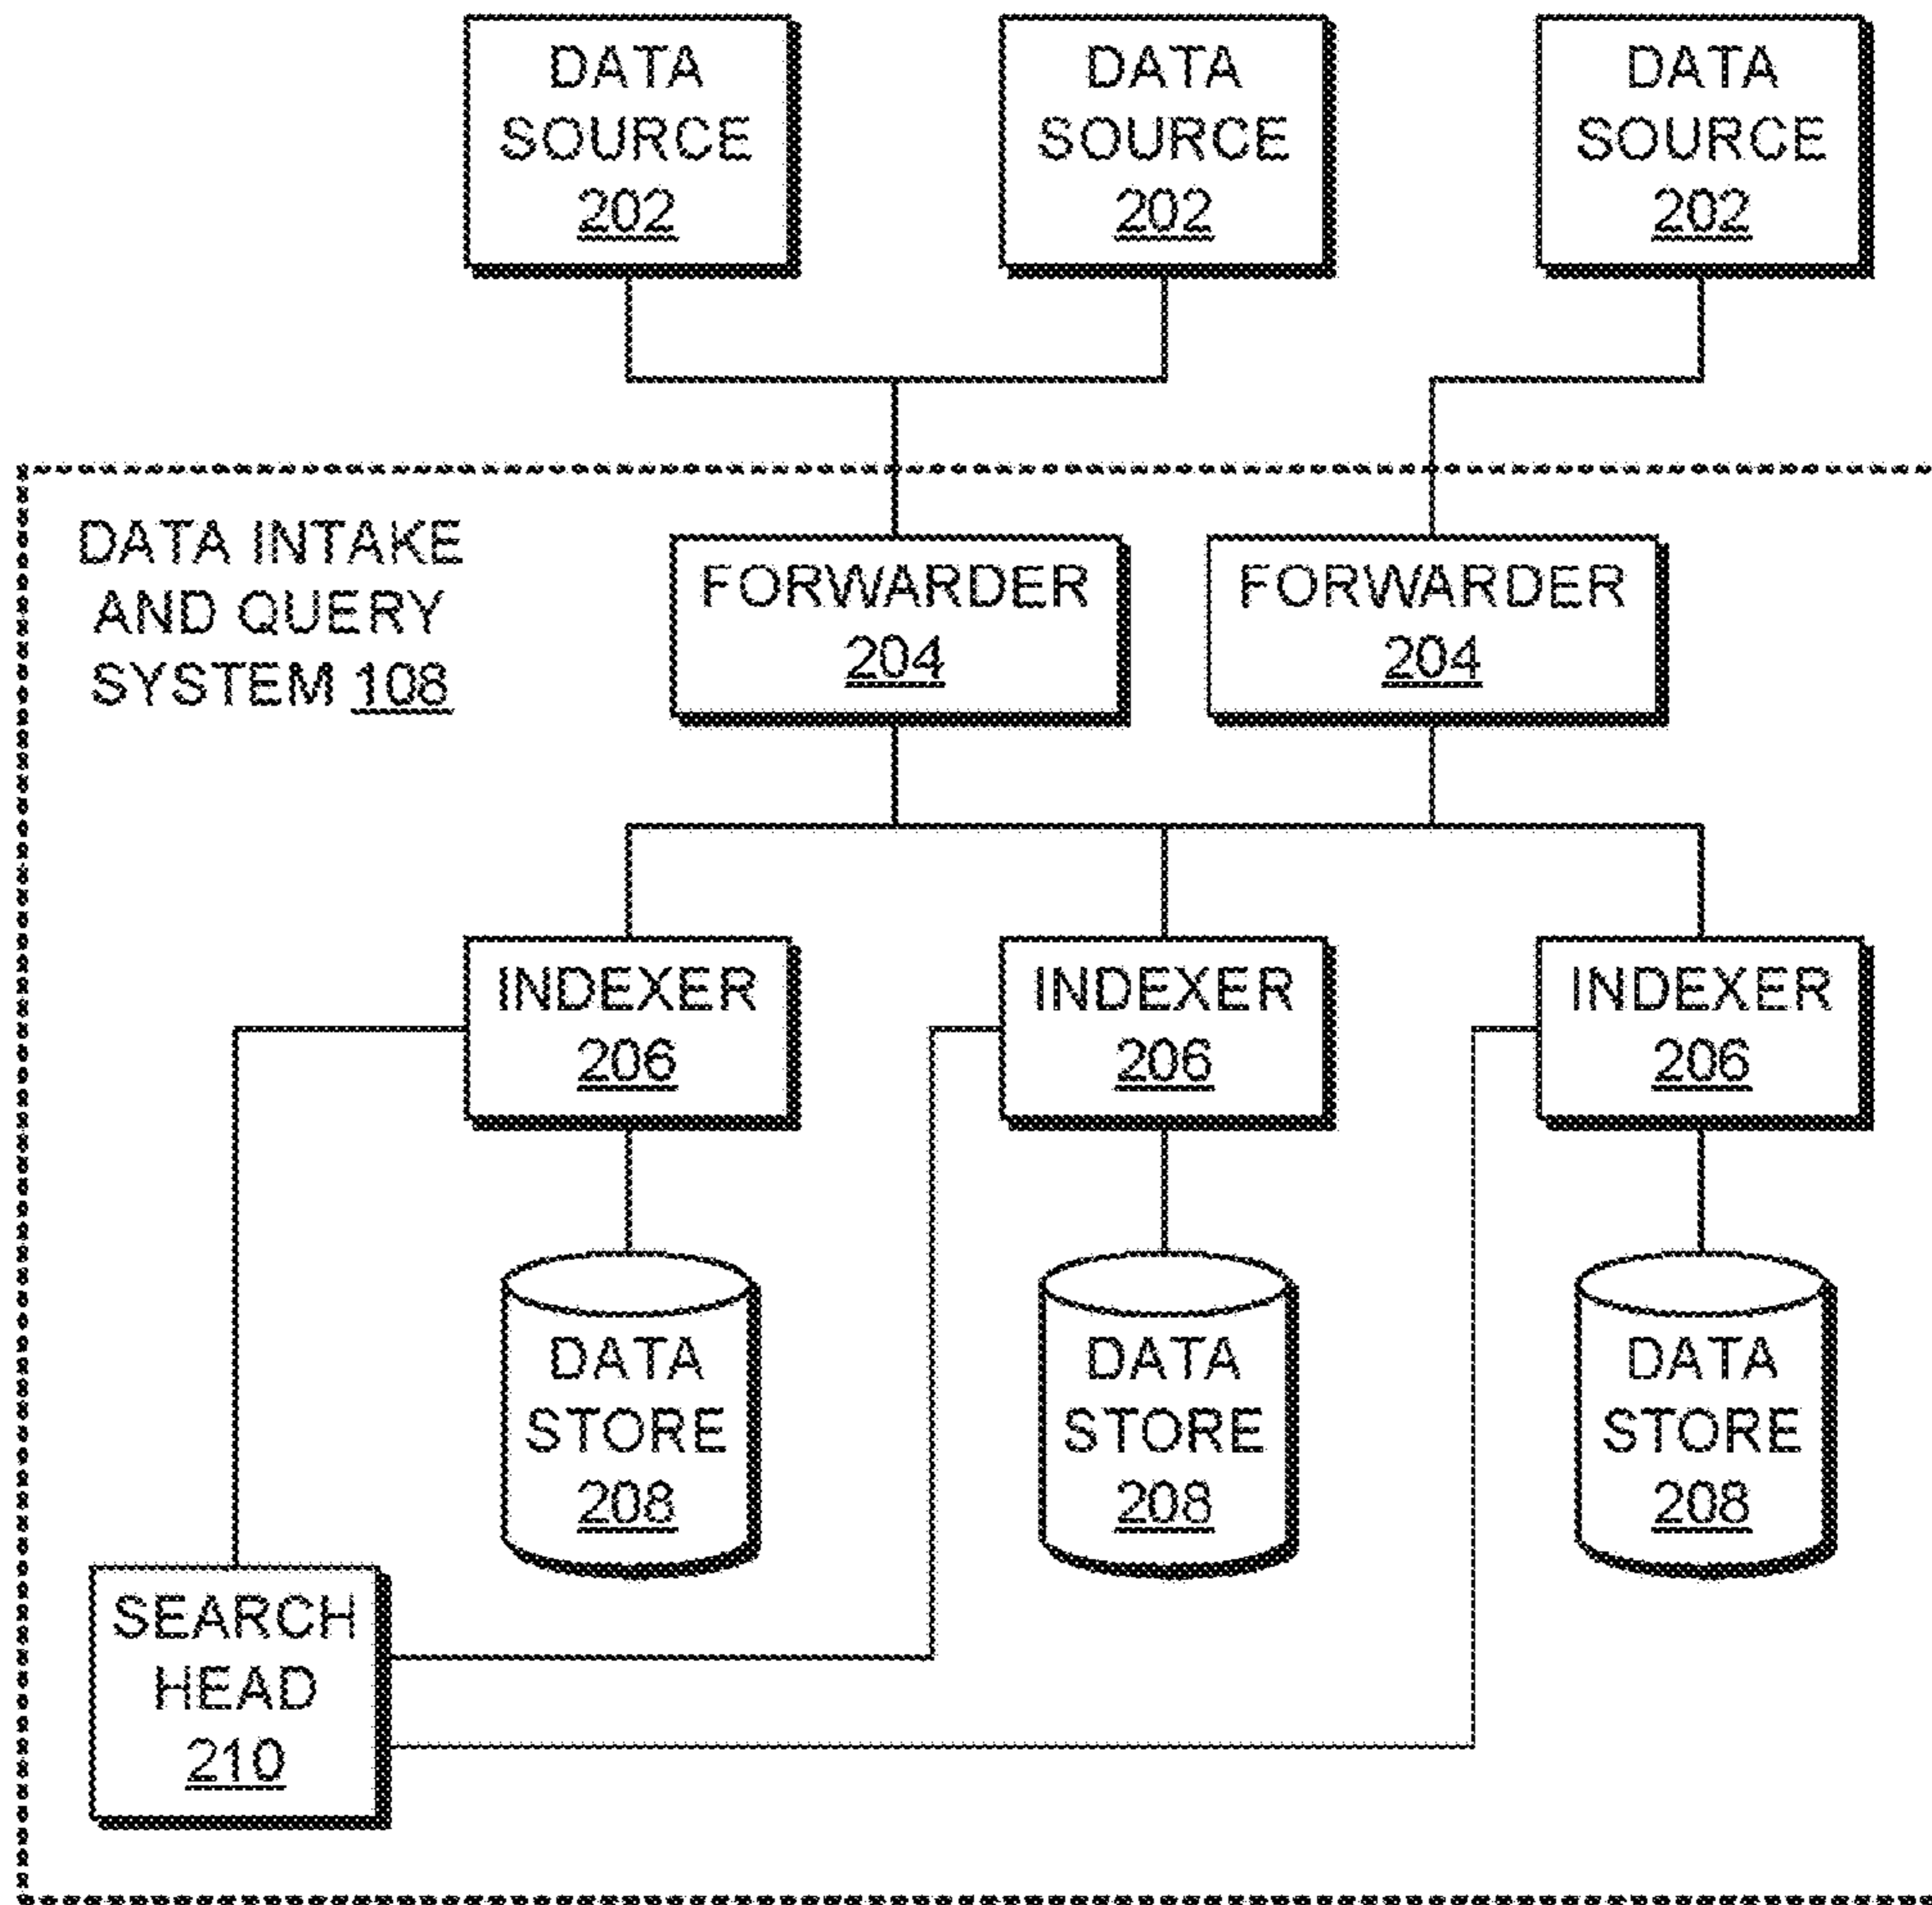 DATA
SOURCE
202
DATA
SOURCE
202
DATA
SOURCE
202
DATA INTAKE
AND QUERY
SYSTEM 108
FORWARDER
204
FORWARDER
204
INDEXER
206
INDEXER
206
INDEXER
206
DATA
STORE
208
DATA
STORE
208
DATA
STORE
208
SEARCH
HEAD
210